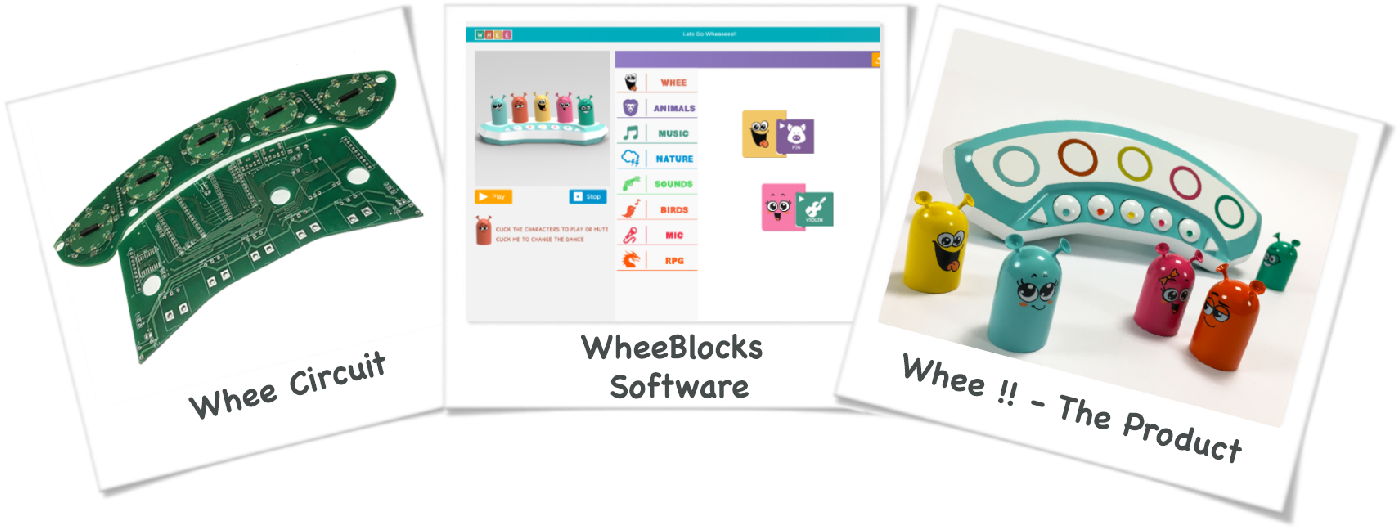 Whee Circuit
WHEE
Lets Go Wheeeeee!
WHEE
ANIMALS
MUSIC
NATURE
SOUNDS
BIRDS
MIC
RPG
PIG
VIOLIN
Play
Stop
CLICK THE CHARACTERS TO PLAY OR MUTE
CLICK ME TO CHANGE THE DANCE
WheeBlocks
Software
Whee !! - The Product